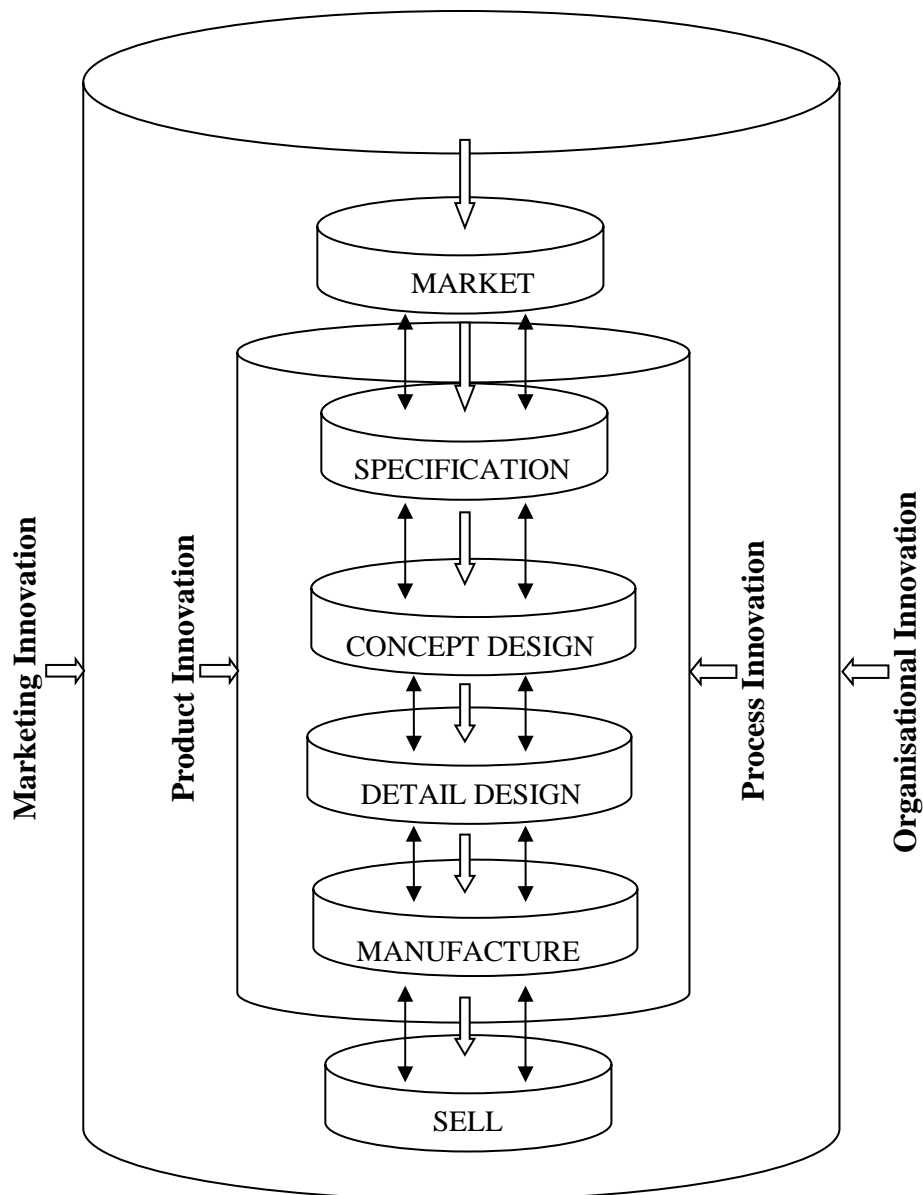 MARKET
SPECIFICATION
CONCEPT DESIGN
DETAIL DESIGN
MANUFACTURE
SELL
Marketing Innovation
Product Innovation
Process Innovation
Organisational Innovation